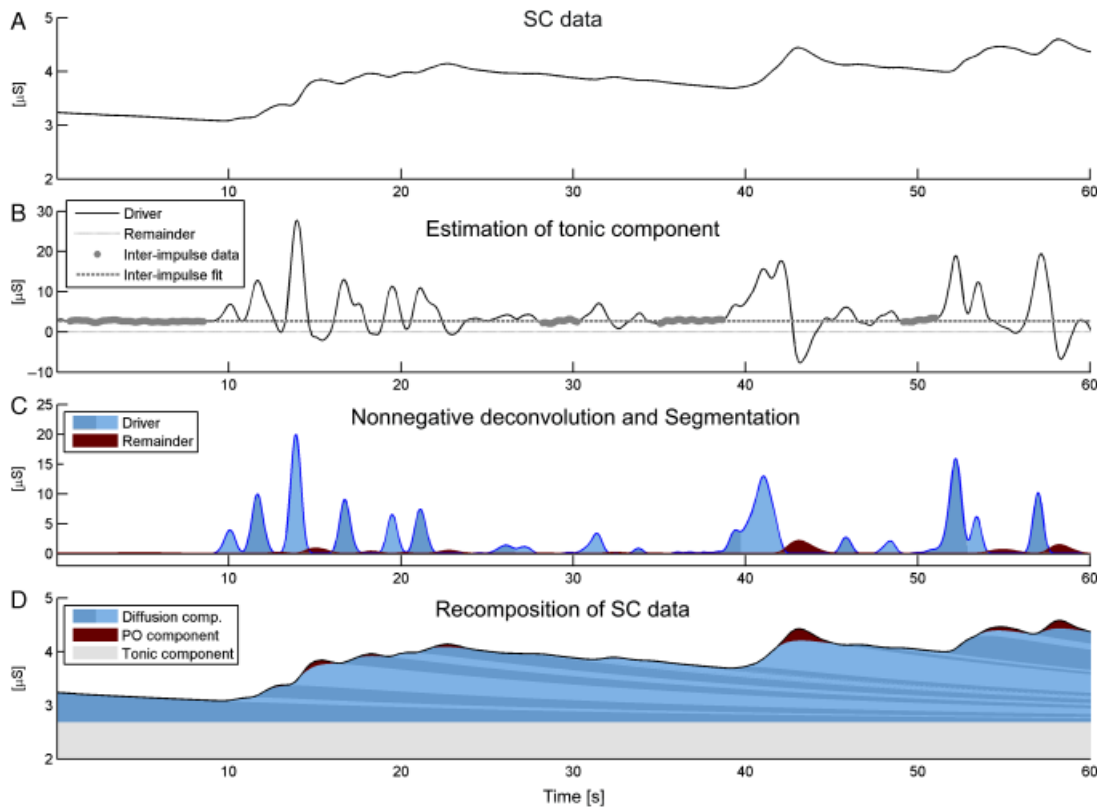 A
SC data
5
4
3
2
[µS]
10
20
30
40
50
60
B
Estimation of tonic component
Driver
Remainder
Inter-impulse data
Inter-impulse fit
30
20
10
0
−10
[µS]
10
20
30
40
50
60
C
Nonnegative deconvolution and Segmentation
Driver
Remainder
25
20
15
10
5
0
[µS]
10
20
30
40
50
60
D
Recomposition of SC data
Diffusion comp.
PO component
Tonic component
5
4
3
2
[µS]
10
20
30
40
50
60
Time [s]